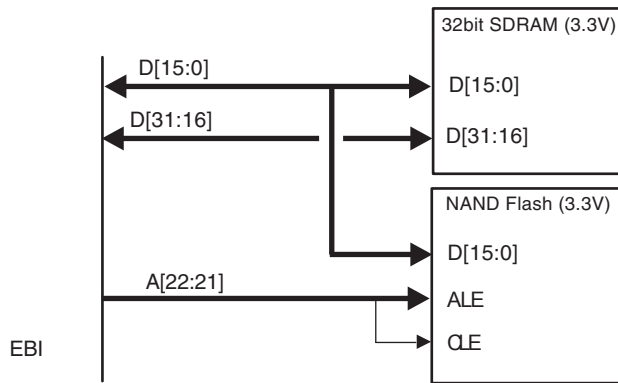 32bit SDRAM (3.3V)
D[15:0]
D[15:0]
D[31:16]
D[31:16]
NAND Flash (3.3V)
D[15:0]
A[22:21]
ALE
CLE
EBI